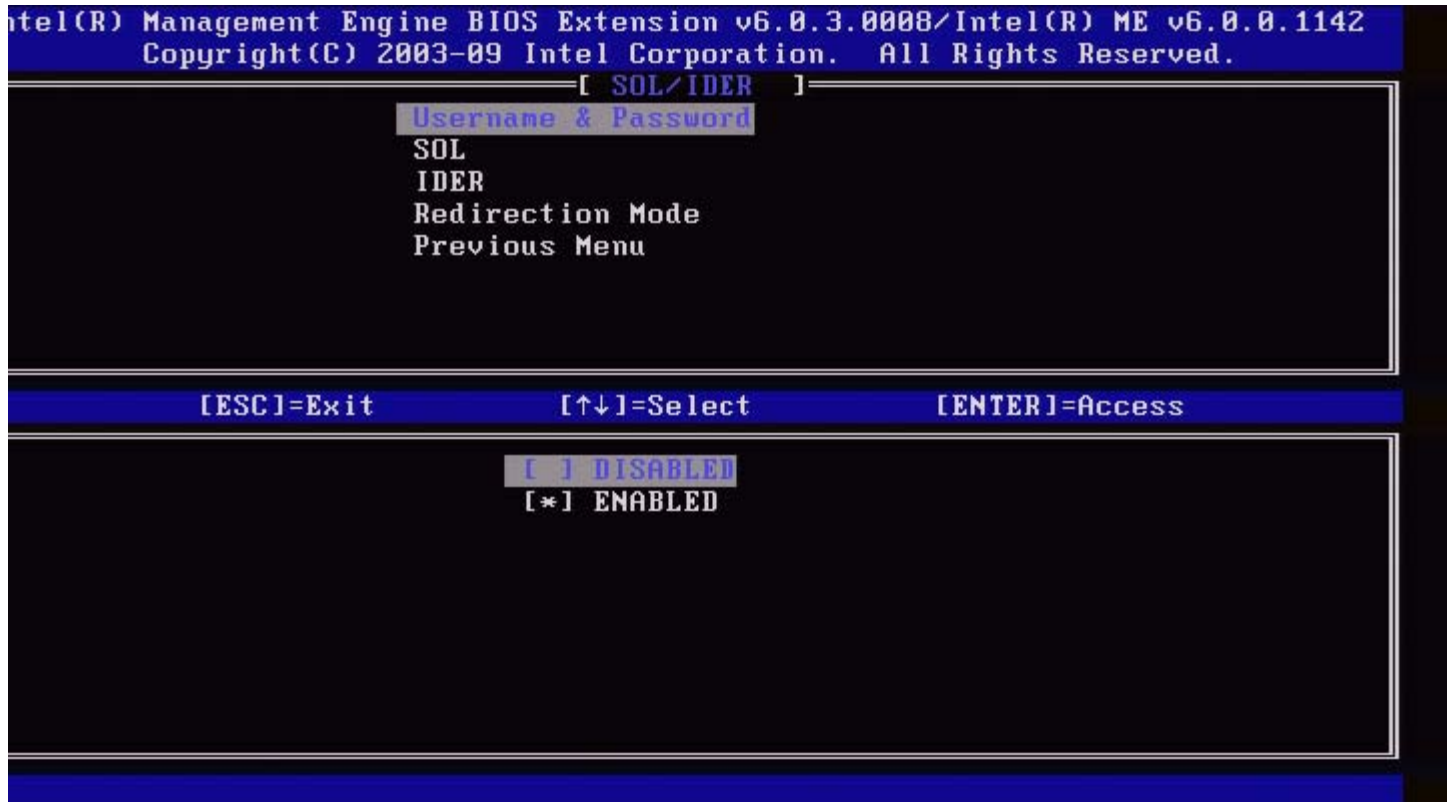 ntel(R) Management Engine BIOS Extension v6.0.3.0008/Intel(R) ME v6.0.0.1142
Copyright(C) 2003-09 Intel Corporation. All Rights Reserved.
[ SOL/IDER ]
Username & Password
SOL
IDER
Redirection Mode
Previous Menu
[ESC]=Exit [↑↓]=Select [ENTER]=Access
[ ] DISABLED
[*] ENABLED